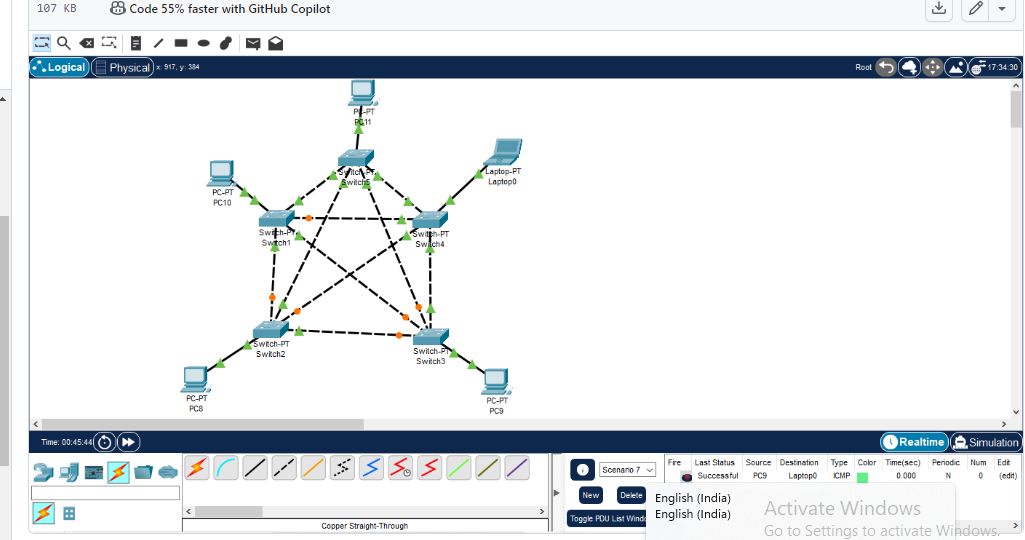 107 KB Code 55% faster with GitHub Copilot
Logical Physical x: 917, y: 384 Root 17:34:30
PC-PT
PC11
Switch-PT
Switch5
Laptop-PT
Laptop0
PC-PT
PC10
Switch-PT
Switch1
Switch-PT
Switch4
Switch-PT
Switch2
Switch-PT
Switch3
PC-PT
PC8
PC-PT
PC9
Time: 00:45:44 Realtime Simulation
Scenario 7
New Delete
Toggle PDU List Windo
Fire Last Status Source Destination Type Color Time(sec) Periodic Num Edit
Successful PC9 Laptop0 ICMP 0.000 N 0 (edit)
Copper Straight-Through
English (India)
English (India)
Activate Windows
Go to Settings to activate Windows.